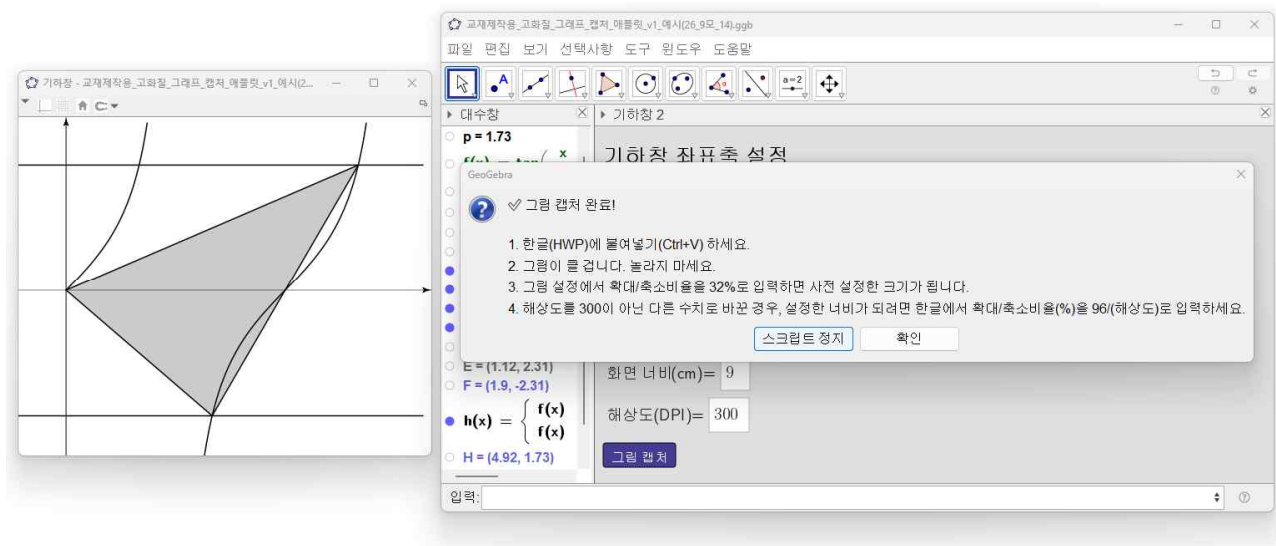 교재제작용_고화질_그래프_캡처_애플릿_v1_예시(26_9모_14).ggb
파일 편집 보기 선택사항 도구 윈도우 도움말
기하창 - 교재제작용_고화질_그래프_캡처_애플릿_v1_예시(2...
A
a=2
대수창
기하창 2
p = 1.73
기하창 좌표축 설정
GeoGebra
✅ 그림 캡처 완료!
1. 한글(HWP)에 붙여넣기(Ctrl+V) 하세요.
2. 그림이 클 겁니다. 놀라지 마세요.
3. 그림 설정에서 확대/축소비율을 32%로 입력하면 사전 설정한 크기가 됩니다.
4. 해상도를 300이 아닌 다른 수치로 바꾼 경우, 설정한 너비가 되려면 한글에서 확대/축소비율(%)을 96/(해상도)로 입력하세요.
스크립트 정지 확인
E = (1.12, 2.31)
화면 너비(cm)= 9
F = (1.9, -2.31)
h(x) = { f(x)
f(x)
해상도(DPI)= 300
H = (4.92, 1.73)
그림 캡처
입력: